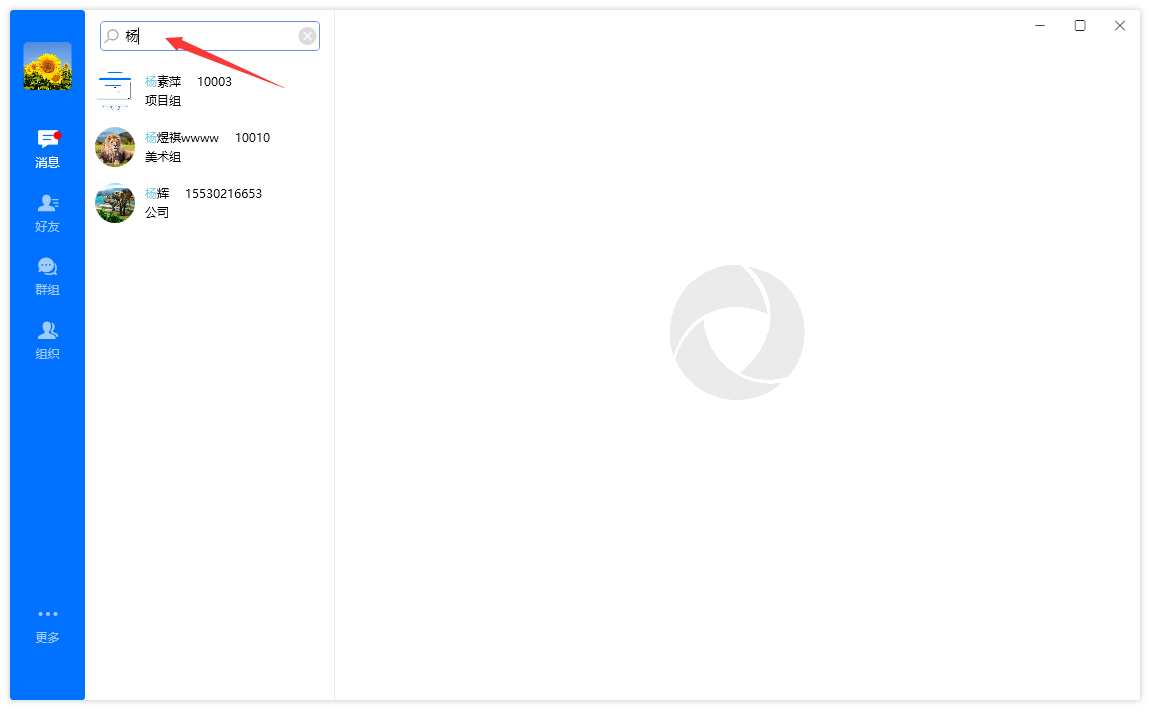 杨
杨素萍 10003
项目组
杨煜祺wwww 10010
美术组
杨辉 15530216653
公司
消息
好友
群组
组织
更多